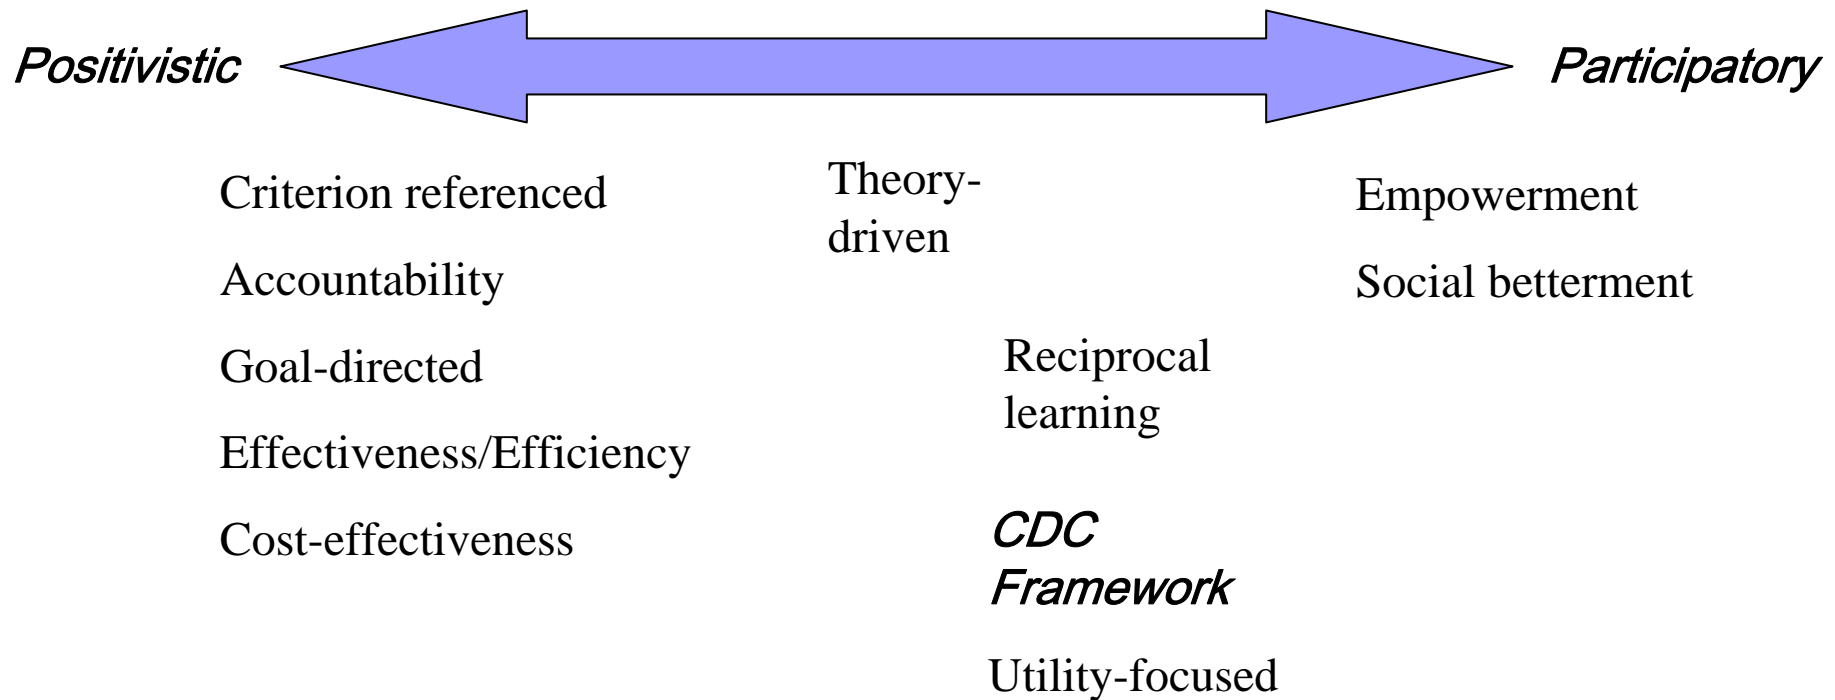 Positivistic
Participatory
Criterion referenced
Accountability
Goal-directed
Effectiveness/Efficiency
Cost-effectiveness
Theory-
driven
Reciprocal
learning
CDC
Framework
Utility-focused
Empowerment
Social betterment